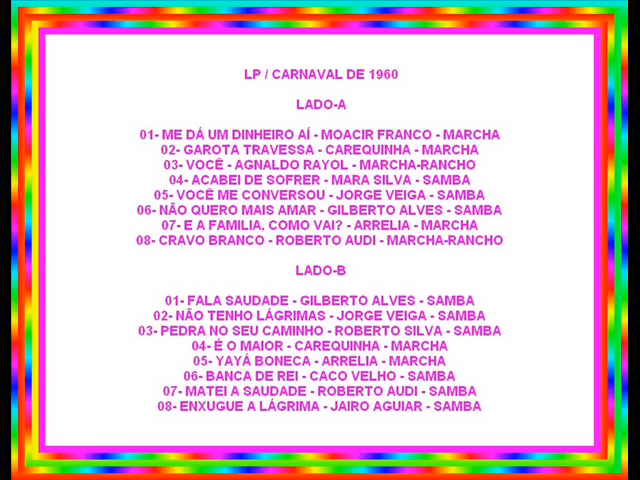 LP / CARNAVAL DE 1960
LADO-A
01- ME DÁ UM DINHEIRO AÍ - MOACIR FRANCO - MARCHA
02- GAROTA TRAVESSA - CAREQUINHA - MARCHA
03- VOCÊ - AGNALDO RAYOL - MARCHA-RANCHO
04- ACABEI DE SOFRER - MARA SILVA - SAMBA
05- VOCÊ ME CONVERSOU - JORGE VEIGA - SAMBA
06- NÃO QUERO MAIS AMAR - GILBERTO ALVES - SAMBA
07- E A FAMILIA, COMO VAI? - ARRELIA - MARCHA
08- CRAVO BRANCO - ROBERTO AUDI - MARCHA-RANCHO
LADO-B
01- FALA SAUDADE - GILBERTO ALVES - SAMBA
02- NÃO TENHO LÁGRIMAS - JORGE VEIGA - SAMBA
03- PEDRA NO SEU CAMINHO - ROBERTO SILVA - SAMBA
04- É O MAIOR - CAREQUINHA - MARCHA
05- YAYÁ BONECA - ARRELIA - MARCHA
06- BANCA DE REI - CACO VELHO - SAMBA
07- MATEI A SAUDADE - ROBERTO AUDI - SAMBA
08- ENXUGUE A LÁGRIMA - JAIRO AGUIAR - SAMBA